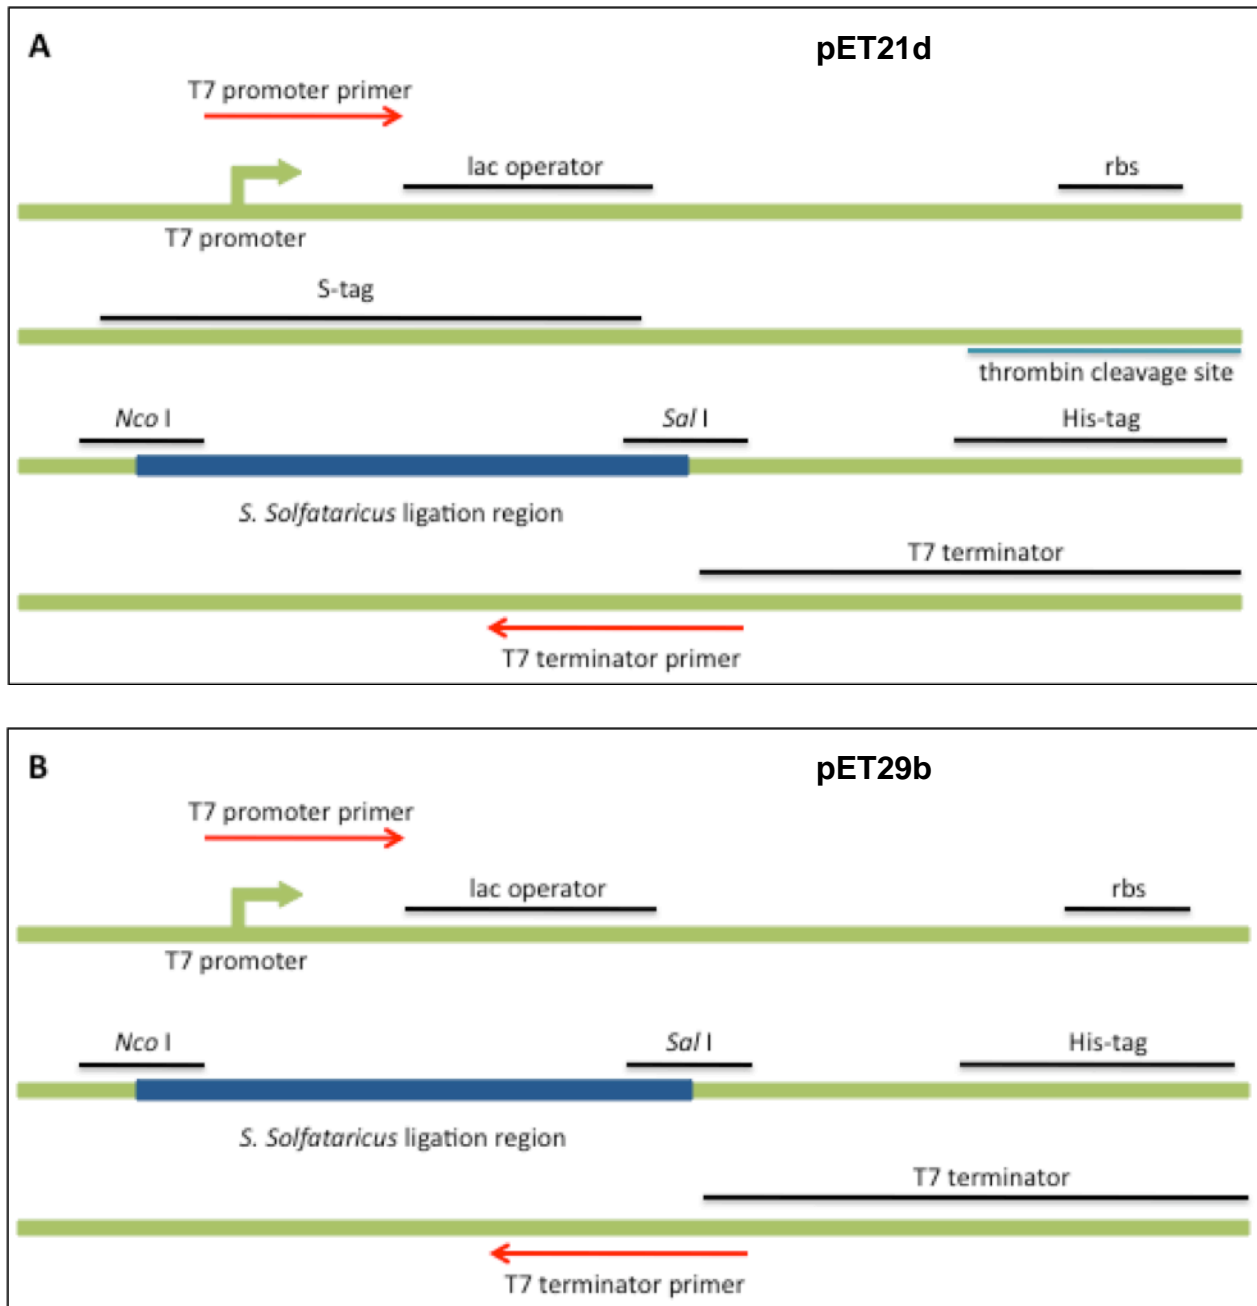 A
pET21d
T7 promoter primer
lac operator
rbs
T7 promoter
S-tag
thrombin cleavage site
Nco I
Sal I
His-tag
S. Solfataricus ligation region
T7 terminator
T7 terminator primer
B
pET29b
T7 promoter primer
lac operator
rbs
T7 promoter
Nco I
Sal I
His-tag
S. Solfataricus ligation region
T7 terminator
T7 terminator primer